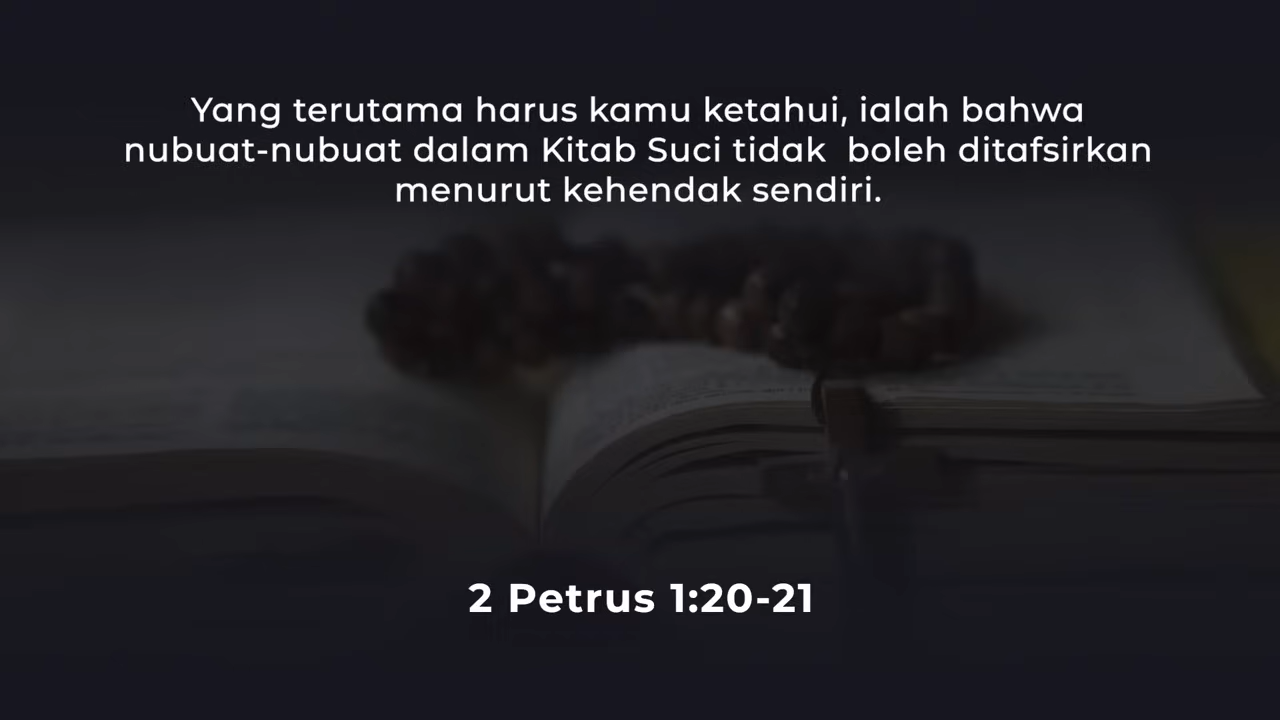 Yang terutama harus kamu ketahui, ialah bahwa
nubuat-nubuat dalam Kitab Suci tidak  boleh ditafsirkan
menurut kehendak sendiri.
2 Petrus 1:20-21